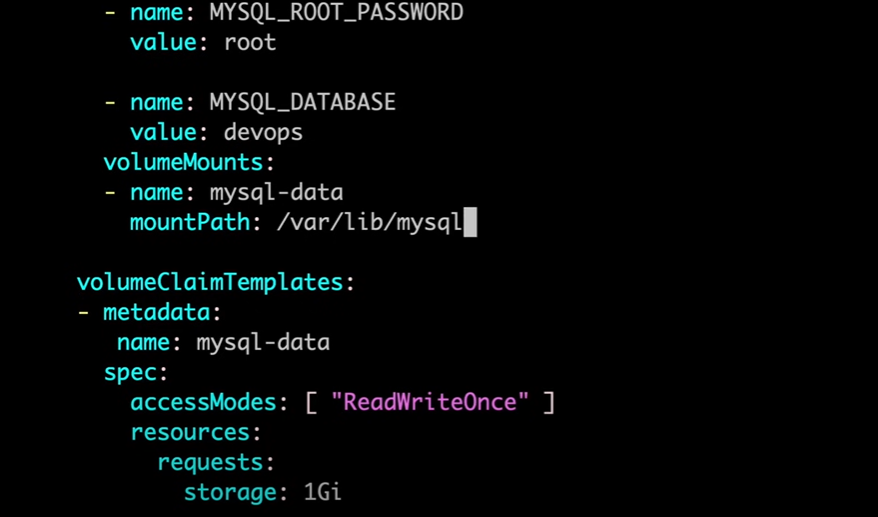 - name: MYSQL_ROOT_PASSWORD
value: root
- name: MYSQL_DATABASE
value: devops
volumeMounts:
- name: mysql-data
mountPath: /var/lib/mysql
volumeClaimTemplates:
- metadata:
name: mysql-data
spec:
accessModes: [ "ReadWriteOnce" ]
resources:
requests:
storage: 1Gi